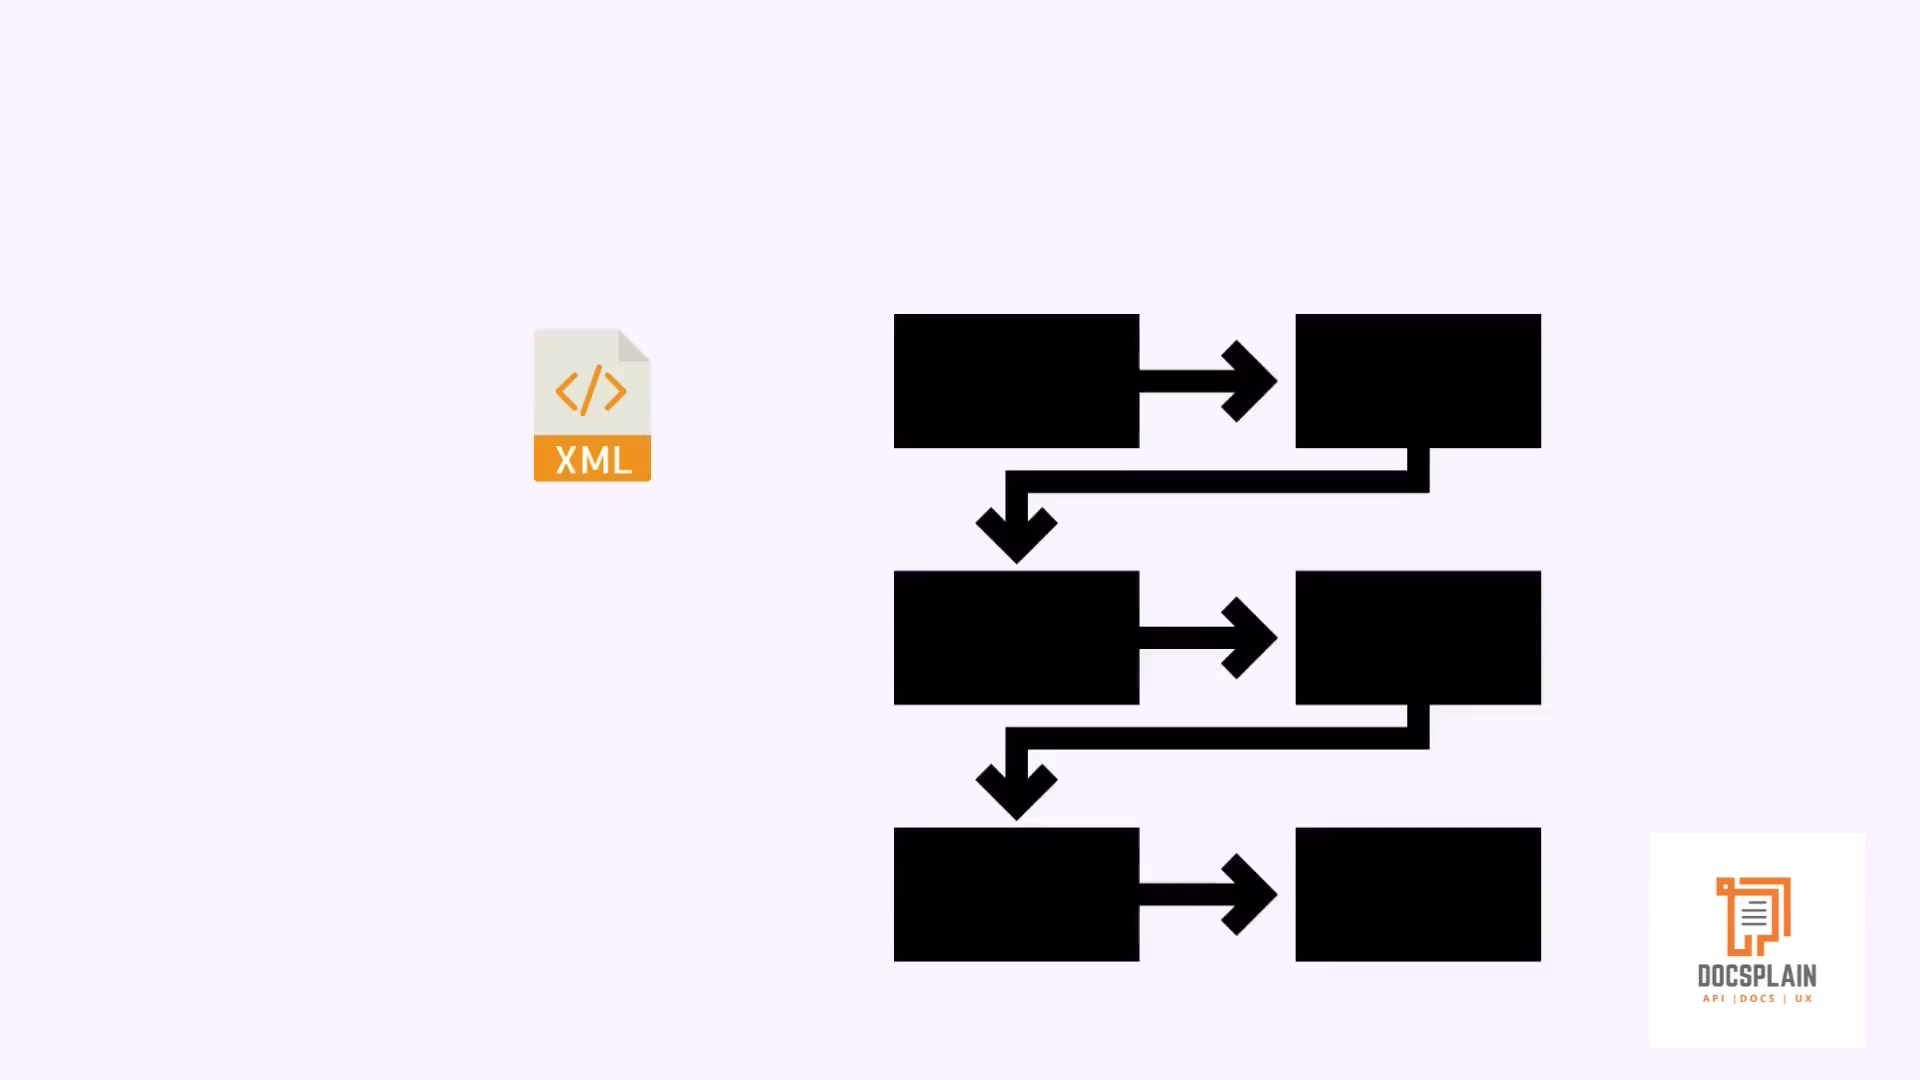 </>
XML
DOCSPLAIN
API | DOCS | UX